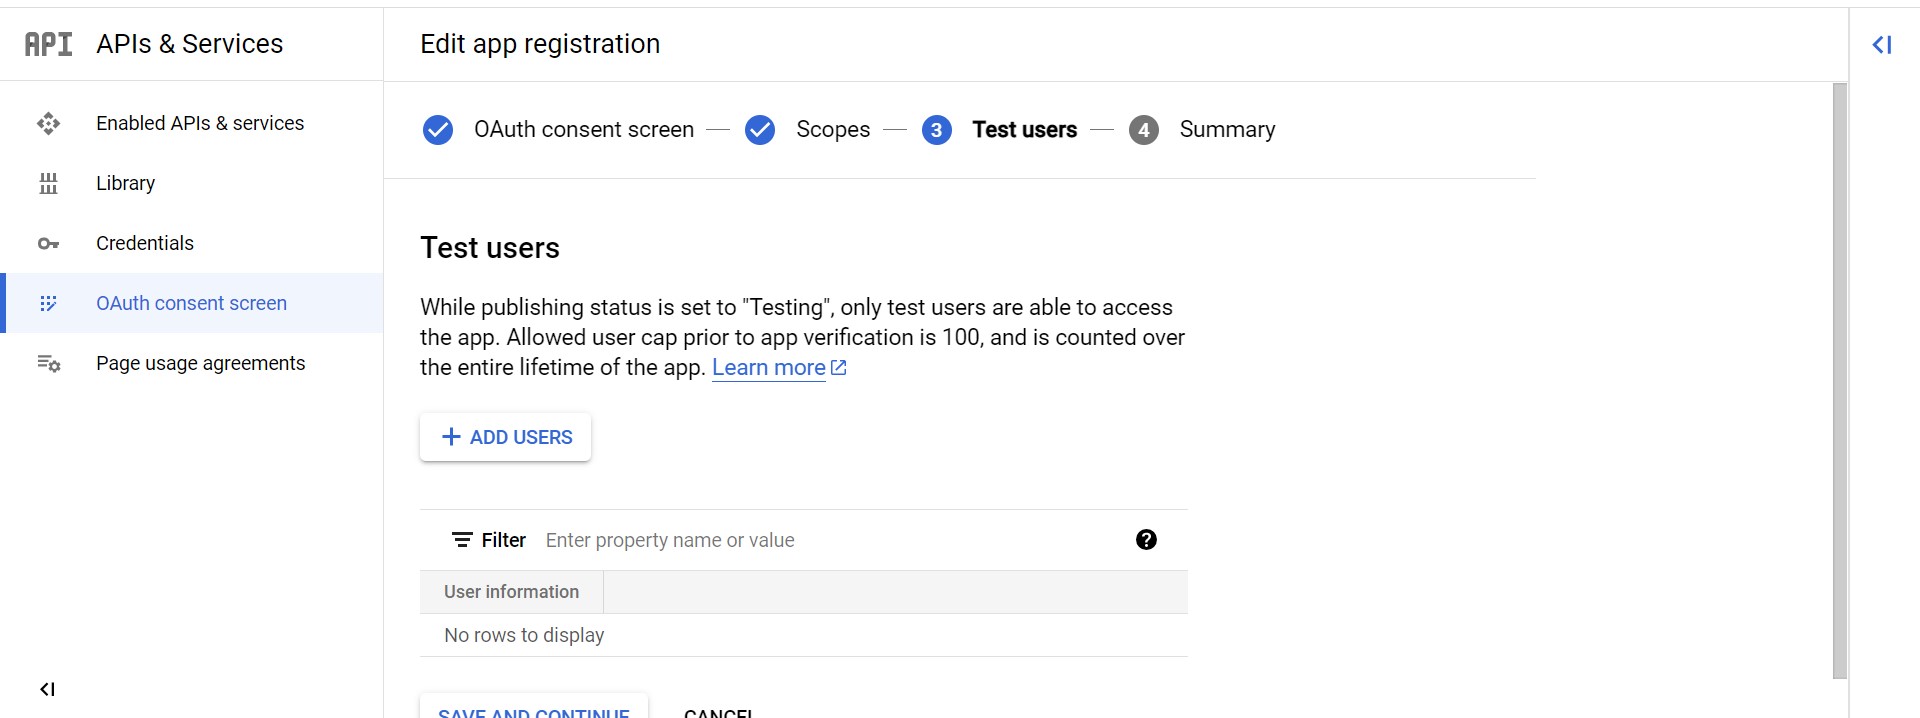 API APIs & Services
Edit app registration
Enabled APIs & services
Library
Credentials
OAuth consent screen
Page usage agreements
OAuth consent screen — Scopes — 3 Test users — 4 Summary
Test users
While publishing status is set to "Testing", only test users are able to access
the app. Allowed user cap prior to app verification is 100, and is counted over
the entire lifetime of the app. Learn more
+ ADD USERS
Filter Enter property name or value ?
User information
No rows to display
SAVE AND CONTINUE CANCEL